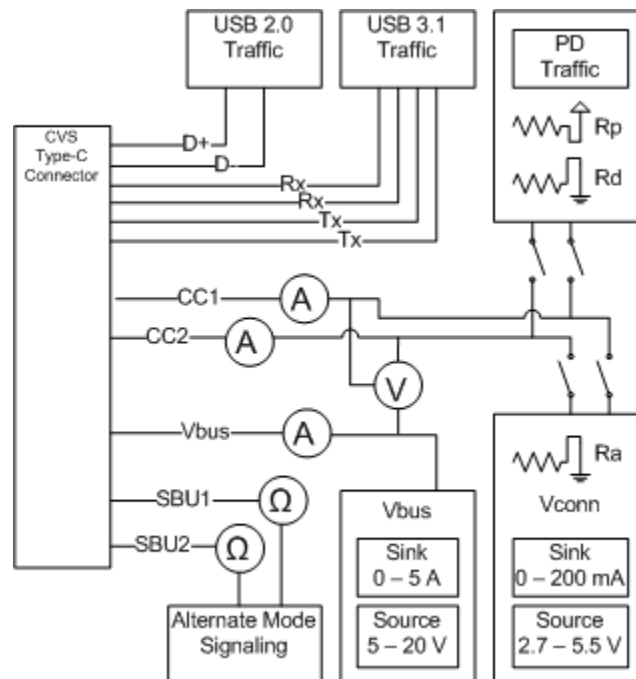 USB 2.0
Traffic
USB 3.1
Traffic
PD
Traffic
Rp
Rd
CVS
Type-C
Connector
D+
D-
Rx
Rx
Tx
Tx
CC1
A
CC2
A
V
Vbus
A
SBU1
Ω
SBU2
Ω
Alternate Mode
Signaling
Vbus
Sink
0 – 5 A
Source
5 – 20 V
Ra
Vconn
Sink
0 – 200 mA
Source
2.7 – 5.5 V